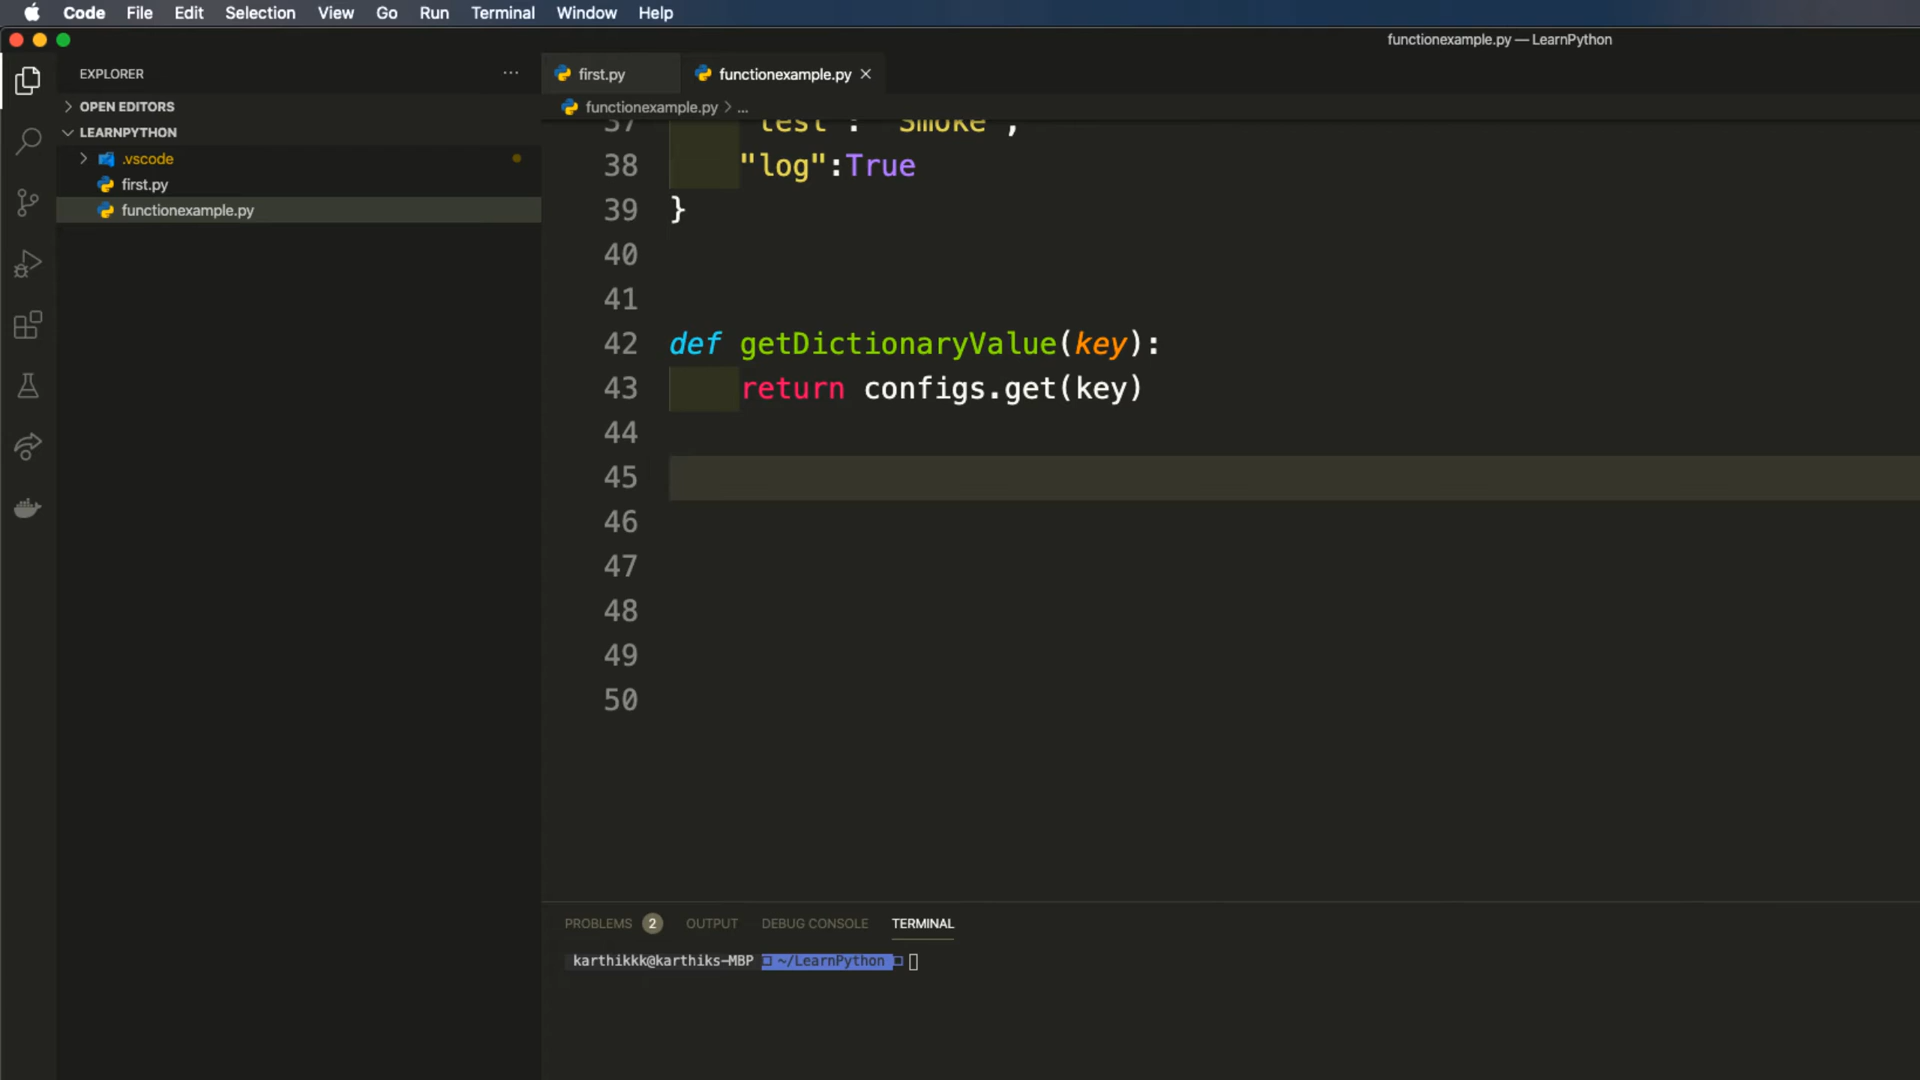 Code File Edit Selection View Go Run Terminal Window Help
functionexample.py — LearnPython
EXPLORER ···
OPEN EDITORS
LEARNPYTHON
.vscode
first.py
functionexample.py
first.py functionexample.py
functionexample.py > ...
37 test : Smoke ,
38 "log":True
39 }
40
41
42 def getDictionaryValue(key):
43 return configs.get(key)
44
45
46
47
48
49
50
PROBLEMS 2 OUTPUT DEBUG CONSOLE TERMINAL
karthikkk@karthiks-MBP ~/LearnPython